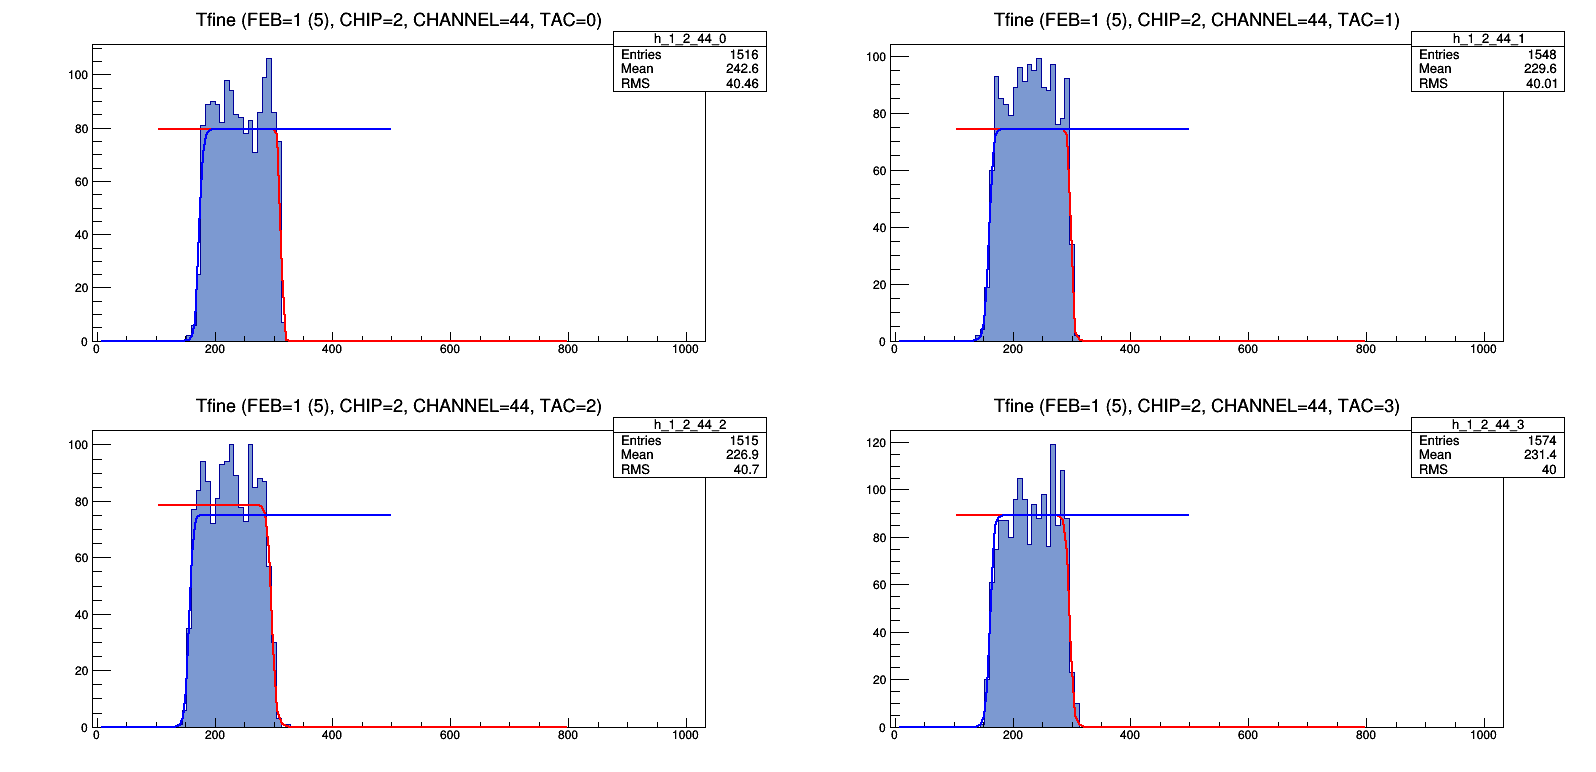 Tfine (FEB=1 (5), CHIP=2, CHANNEL=44, TAC=0)
h_1_2_44_0
Entries 1516
Mean 242.6
RMS 40.46
100
80
60
40
20
0
0 200 400 600 800 1000
Tfine (FEB=1 (5), CHIP=2, CHANNEL=44, TAC=1)
h_1_2_44_1
Entries 1548
Mean 229.6
RMS 40.01
100
80
60
40
20
0
0 200 400 600 800 1000
Tfine (FEB=1 (5), CHIP=2, CHANNEL=44, TAC=2)
h_1_2_44_2
Entries 1515
Mean 226.9
RMS 40.7
100
80
60
40
20
0
0 200 400 600 800 1000
Tfine (FEB=1 (5), CHIP=2, CHANNEL=44, TAC=3)
h_1_2_44_3
Entries 1574
Mean 231.4
RMS 40
120
100
80
60
40
20
0
0 200 400 600 800 1000